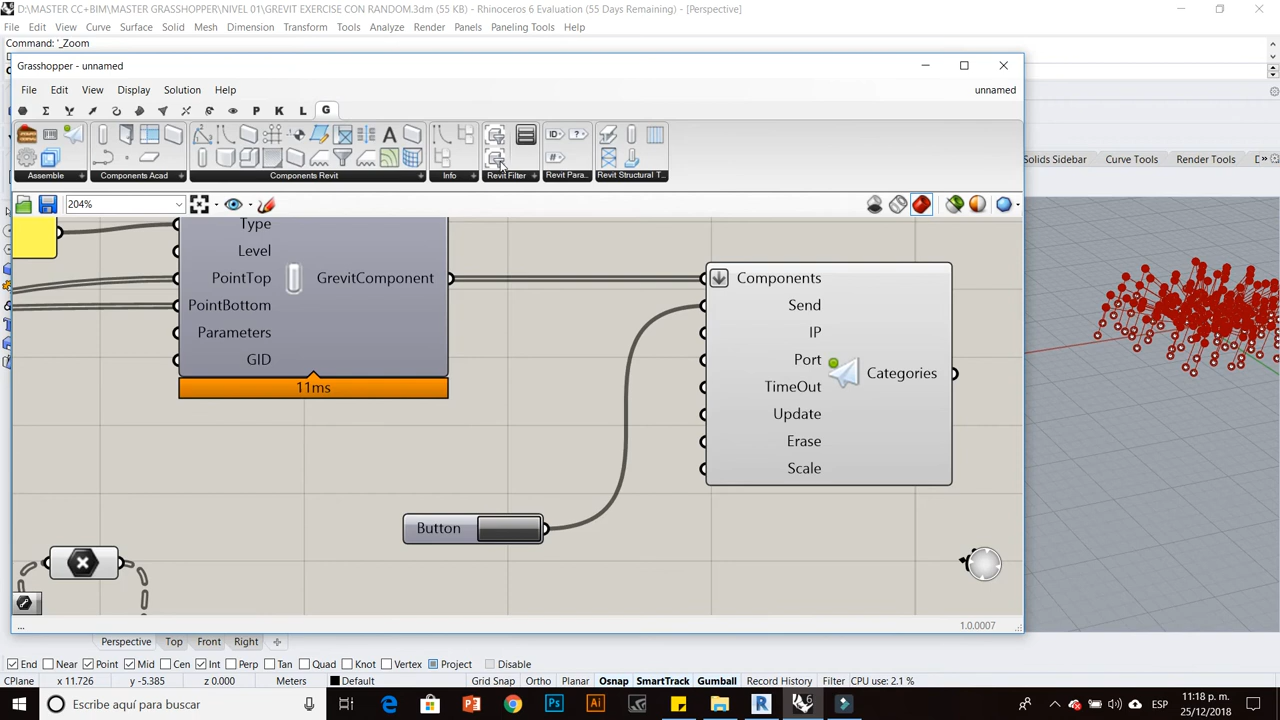 D:\MASTER CC+BIM\MASTER GRASSHOPPER\NIVEL 01\GREVIT EXERCISE CON RANDOM.3dm (55 KB) - Rhinoceros 6 Evaluation (55 Days Remaining) - [Perspective]
File Edit View Curve Surface Solid Mesh Dimension Transform Tools Analyze Render Panels Paneling Tools Help
Command: '_Zoom
Grasshopper - unnamed
File Edit View Display Solution Help unnamed
P K L G
A ID ? ##
Assemble Components Acad Components Revit Info Revit Filter Revit Para... Revit Structural T...
olids Sidebar Curve Tools Render Tools
204%
Type
Level
PointTop GrevitComponent
PointBottom
Parameters
GID
11ms
Components
Send
IP
Port
TimeOut Categories
Update
Erase
Scale
Button
... 1.0.0007
Perspective Top Front Right
End Near Point Mid Cen Int Perp Tan Quad Knot Vertex Project Disable
CPlane x 11.726 y -5.385 z 0.000 Meters Default Grid Snap Ortho Planar Osnap SmartTrack Gumball Record History Filter CPU use: 2.1 %
Escribe aquí para buscar
Ps Ai R
ESP
11:18 p. m.
25/12/2018